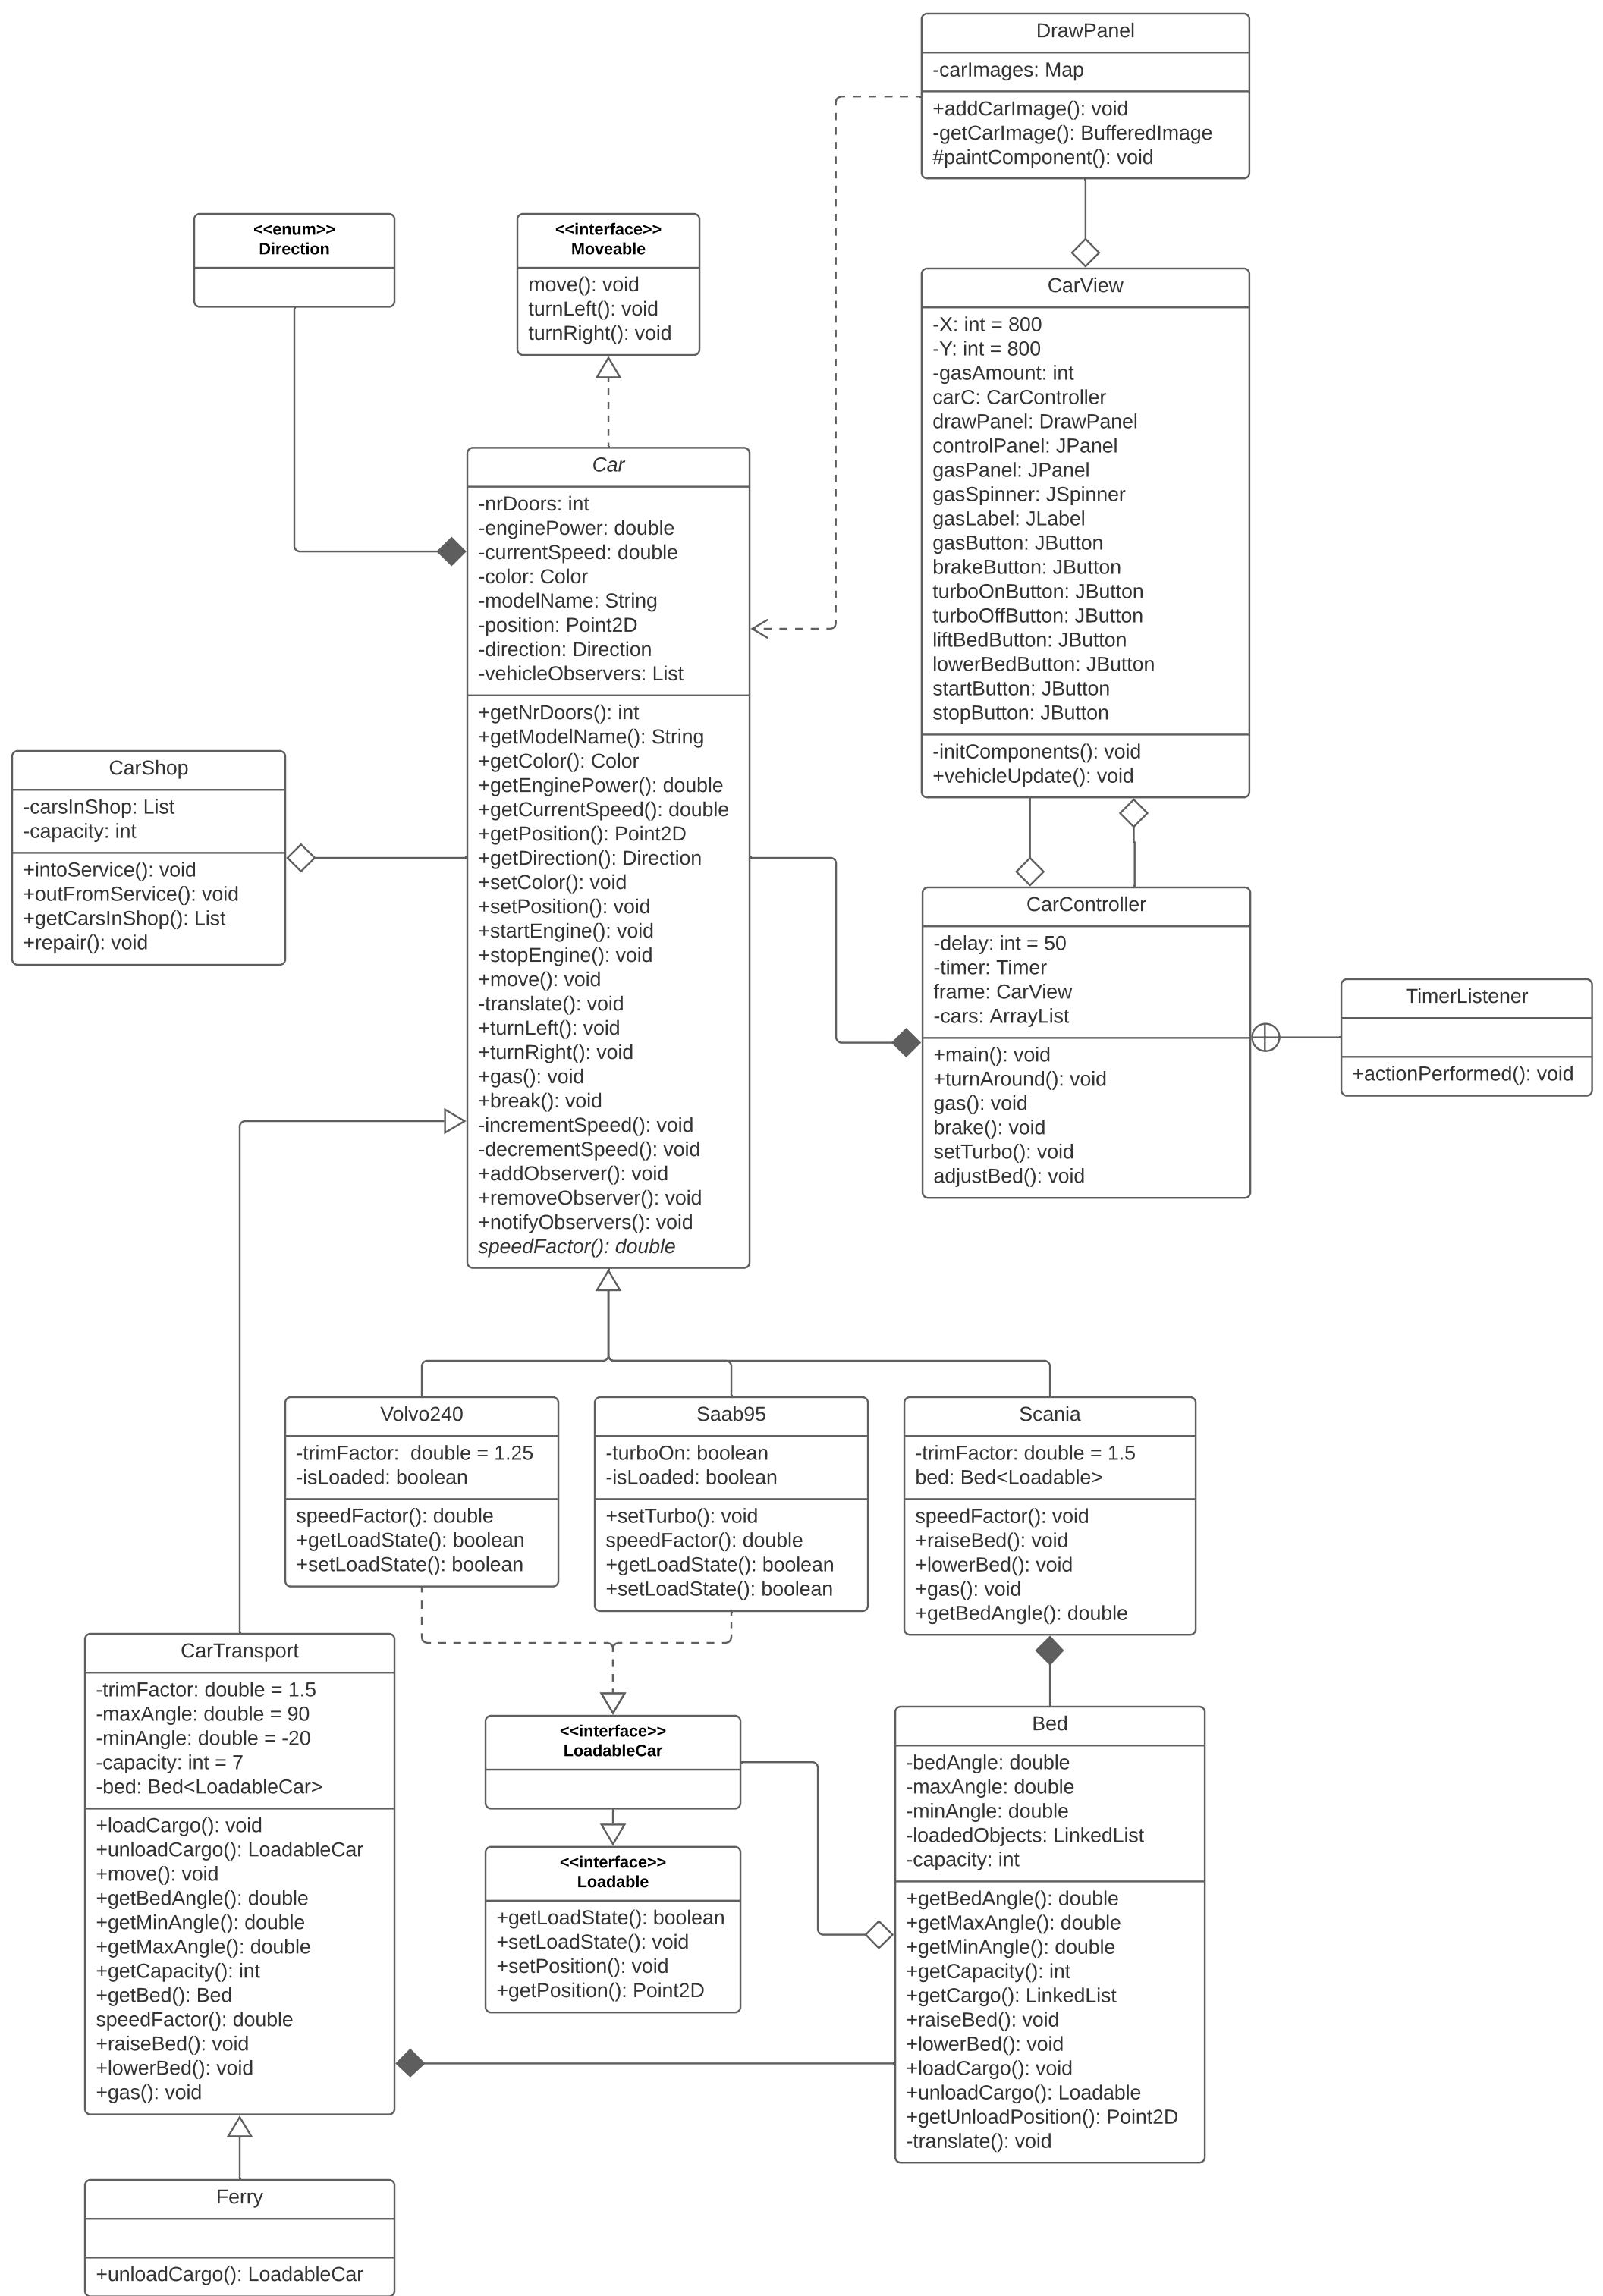 DrawPanel
-carImages: Map
+addCarImage(): void
-getCarImage(): BufferedImage
#paintComponent(): void
<<enum>>
Direction
<<interface>>
Moveable
move(): void
turnLeft(): void
turnRight(): void
CarView
-X: int = 800
-Y: int = 800
-gasAmount: int
carC: CarController
drawPanel: DrawPanel
controlPanel: JPanel
gasPanel: JPanel
gasSpinner: JSpinner
gasLabel: JLabel
gasButton: JButton
brakeButton: JButton
turboOnButton: JButton
turboOffButton: JButton
liftBedButton: JButton
lowerBedButton: JButton
startButton: JButton
stopButton: JButton
-initComponents(): void
+vehicleUpdate(): void
Car
-nrDoors: int
-enginePower: double
-currentSpeed: double
-color: Color
-modelName: String
-position: Point2D
-direction: Direction
-vehicleObservers: List
+getNrDoors(): int
+getModelName(): String
+getColor(): Color
+getEnginePower(): double
+getCurrentSpeed(): double
+getPosition(): Point2D
+getDirection(): Direction
+setColor(): void
+setPosition(): void
+startEngine(): void
+stopEngine(): void
+move(): void
-translate(): void
+turnLeft(): void
+turnRight(): void
+gas(): void
+break(): void
-incrementSpeed(): void
-decrementSpeed(): void
+addObserver(): void
+removeObserver(): void
+notifyObservers(): void
speedFactor(): double
CarShop
-carsInShop: List
-capacity: int
+intoService(): void
+outFromService(): void
+getCarsInShop(): List
+repair(): void
CarController
-delay: int = 50
-timer: Timer
frame: CarView
-cars: ArrayList
+main(): void
+turnAround(): void
gas(): void
brake(): void
setTurbo(): void
adjustBed(): void
TimerListener
+actionPerformed(): void
Volvo240
-trimFactor:  double = 1.25
-isLoaded: boolean
speedFactor(): double
+getLoadState(): boolean
+setLoadState(): boolean
Saab95
-turboOn: boolean
-isLoaded: boolean
+setTurbo(): void
speedFactor(): double
+getLoadState(): boolean
+setLoadState(): boolean
Scania
-trimFactor: double = 1.5
bed: Bed<Loadable>
speedFactor(): void
+raiseBed(): void
+lowerBed(): void
+gas(): void
+getBedAngle(): double
CarTransport
-trimFactor: double = 1.5
-maxAngle: double = 90
-minAngle: double = -20
-capacity: int = 7
-bed: Bed<LoadableCar>
+loadCargo(): void
+unloadCargo(): LoadableCar
+move(): void
+getBedAngle(): double
+getMinAngle(): double
+getMaxAngle(): double
+getCapacity(): int
+getBed(): Bed
speedFactor(): double
+raiseBed(): void
+lowerBed(): void
+gas(): void
<<interface>>
LoadableCar
<<interface>>
Loadable
+getLoadState(): boolean
+setLoadState(): void
+setPosition(): void
+getPosition(): Point2D
Bed
-bedAngle: double
-maxAngle: double
-minAngle: double
-loadedObjects: LinkedList
-capacity: int
+getBedAngle(): double
+getMaxAngle(): double
+getMinAngle(): double
+getCapacity(): int
+getCargo(): LinkedList
+raiseBed(): void
+lowerBed(): void
+loadCargo(): void
+unloadCargo(): Loadable
+getUnloadPosition(): Point2D
-translate(): void
Ferry
+unloadCargo(): LoadableCar